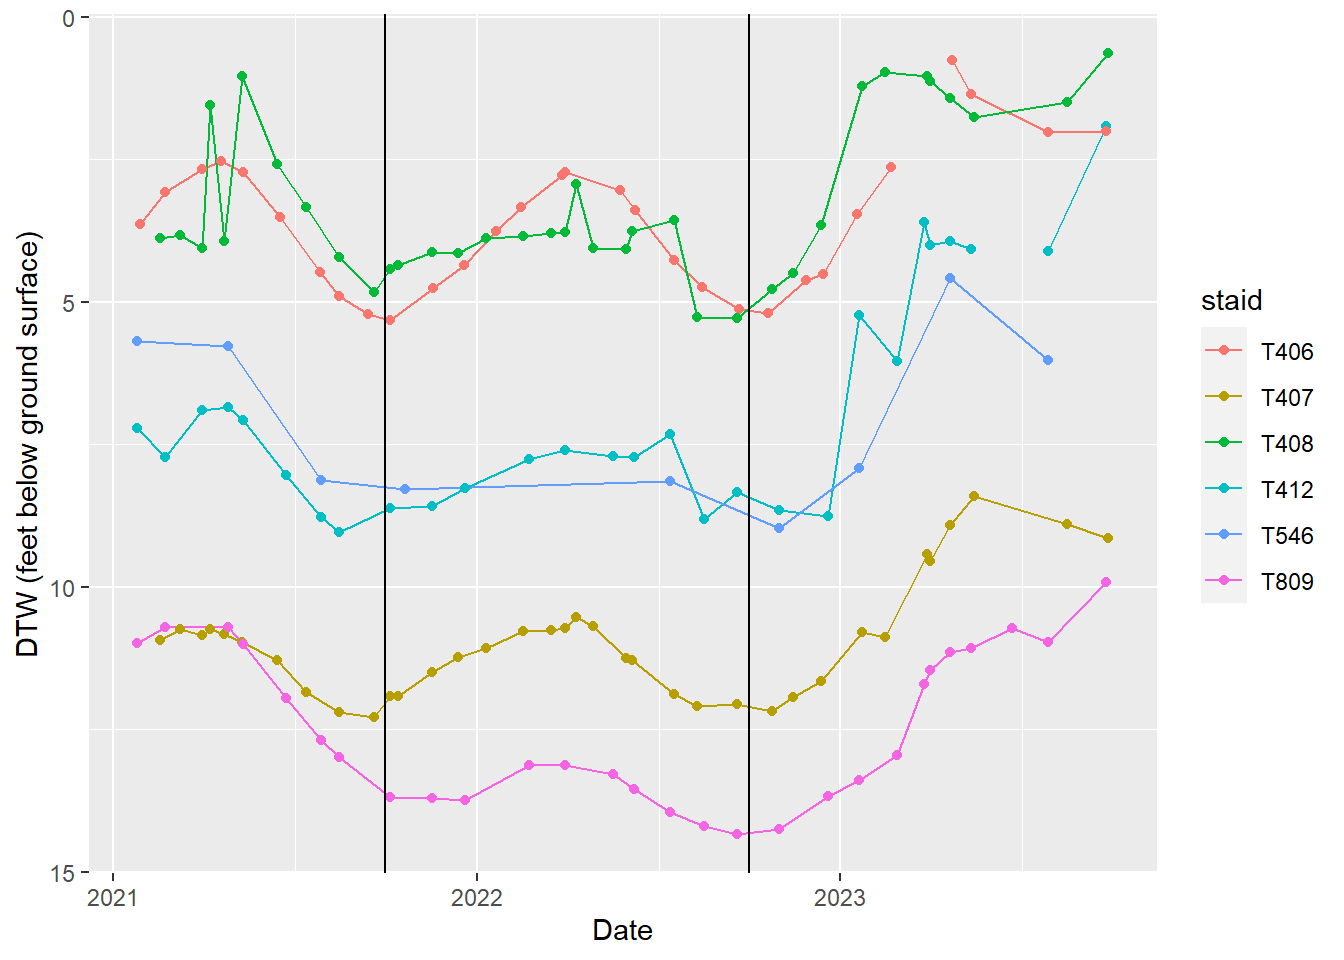 0
5
10
15
DTW (feet below ground surface)
2021
2022
2023
Date
staid
T406
T407
T408
T412
T546
T809